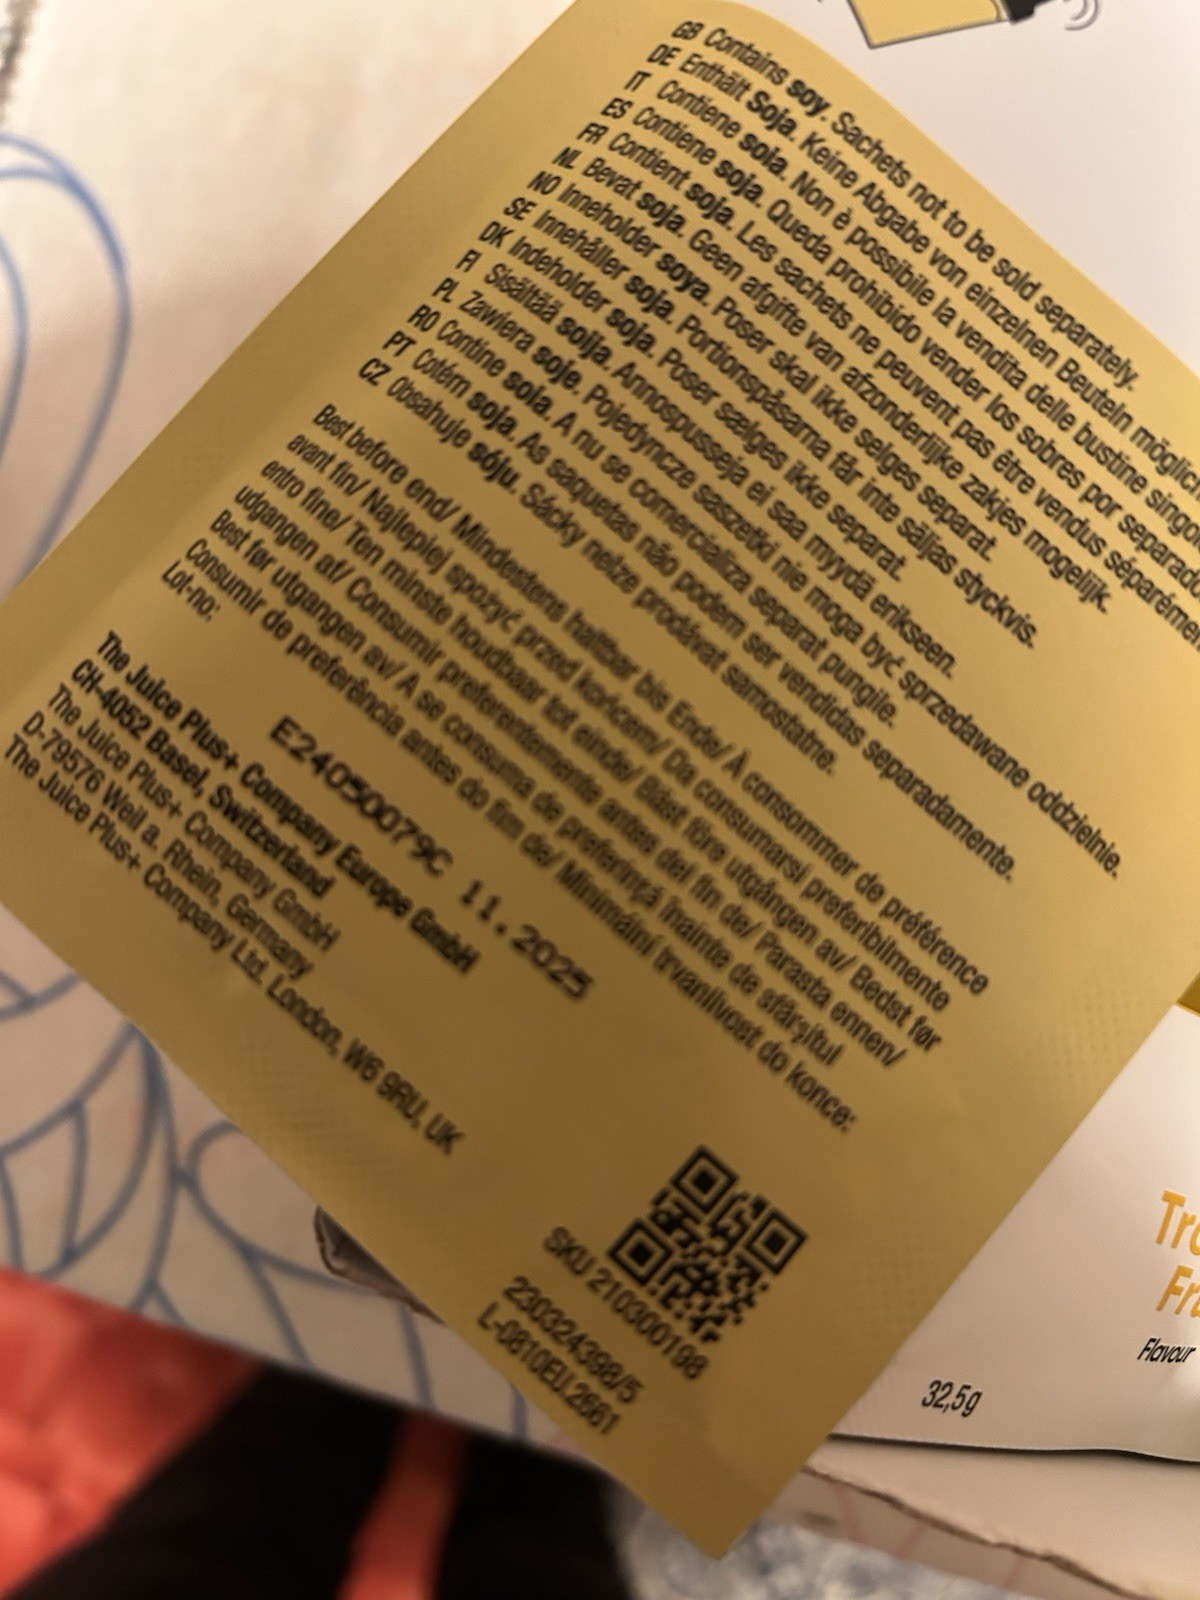 GB Contains soy. Sachets not to be sold separately.
DE Enthält Soja. Keine Abgabe von einzelnen Beuteln möglich
IT Contiene soia. Non è possibile la vendita delle bustine singo
ES Contiene soja. Queda prohibido vender los sobres por separad
FR Contient soja. Les sachets ne peuvent pas être vendus séparémen
NL Bevat soja. Geen afgifte van afzonderlijke zakjes mogelijk.
NO Inneholder soya. Poser skal ikke selges separat.
SE Innehåller soja. Portionspåsarna får inte säljas styckvis.
DK Indeholder soja. Poser sælges ikke separat.
FI Sisältää soija. Annospusseja ei saa myydä erikseen.
PL Zawiera soje. Pojedyncze saszetki nie moga być sprzedawane oddzielnie.
RO Contine soia. A nu se comercializa separat pungile.
PT Cotém soja. As saquetas não podem ser vendidas separadamente.
CZ Obsahuje sóju. Sácky nelze prodávat samostatne.
Best before end/ Mindestens haltbar bis Ende/ À consommer de préférence
avant fin/ Najlepiej spożyć przed końcem/ Da consumarsi preferibilmente
entro fine/ Ten minste houdbaar tot einde/ Bäst före utgången av/ Bedst før
udgangen af/ Consumir preferentemente antes del fin de/ Parasta ennen/
Best før utgangen av/ A se consuma de preferință înainte de sfârşitul
Consumir de preferência antes do fim de/ Minimální trvanlivost do konce:
Lot-no:
E24050079C 11.2025
The Juice Plus+ Company Europe GmbH
CH-4052 Basel, Switzerland
The Juice Plus+ Company GmbH
D-79576 Weil a. Rhein, Germany
The Juice Plus+ Company Ltd. London, W6 9RU, UK
SKU 210300198
230324398/5
L-0810EU.2661
Tro
Fra
Flavour
32,5g